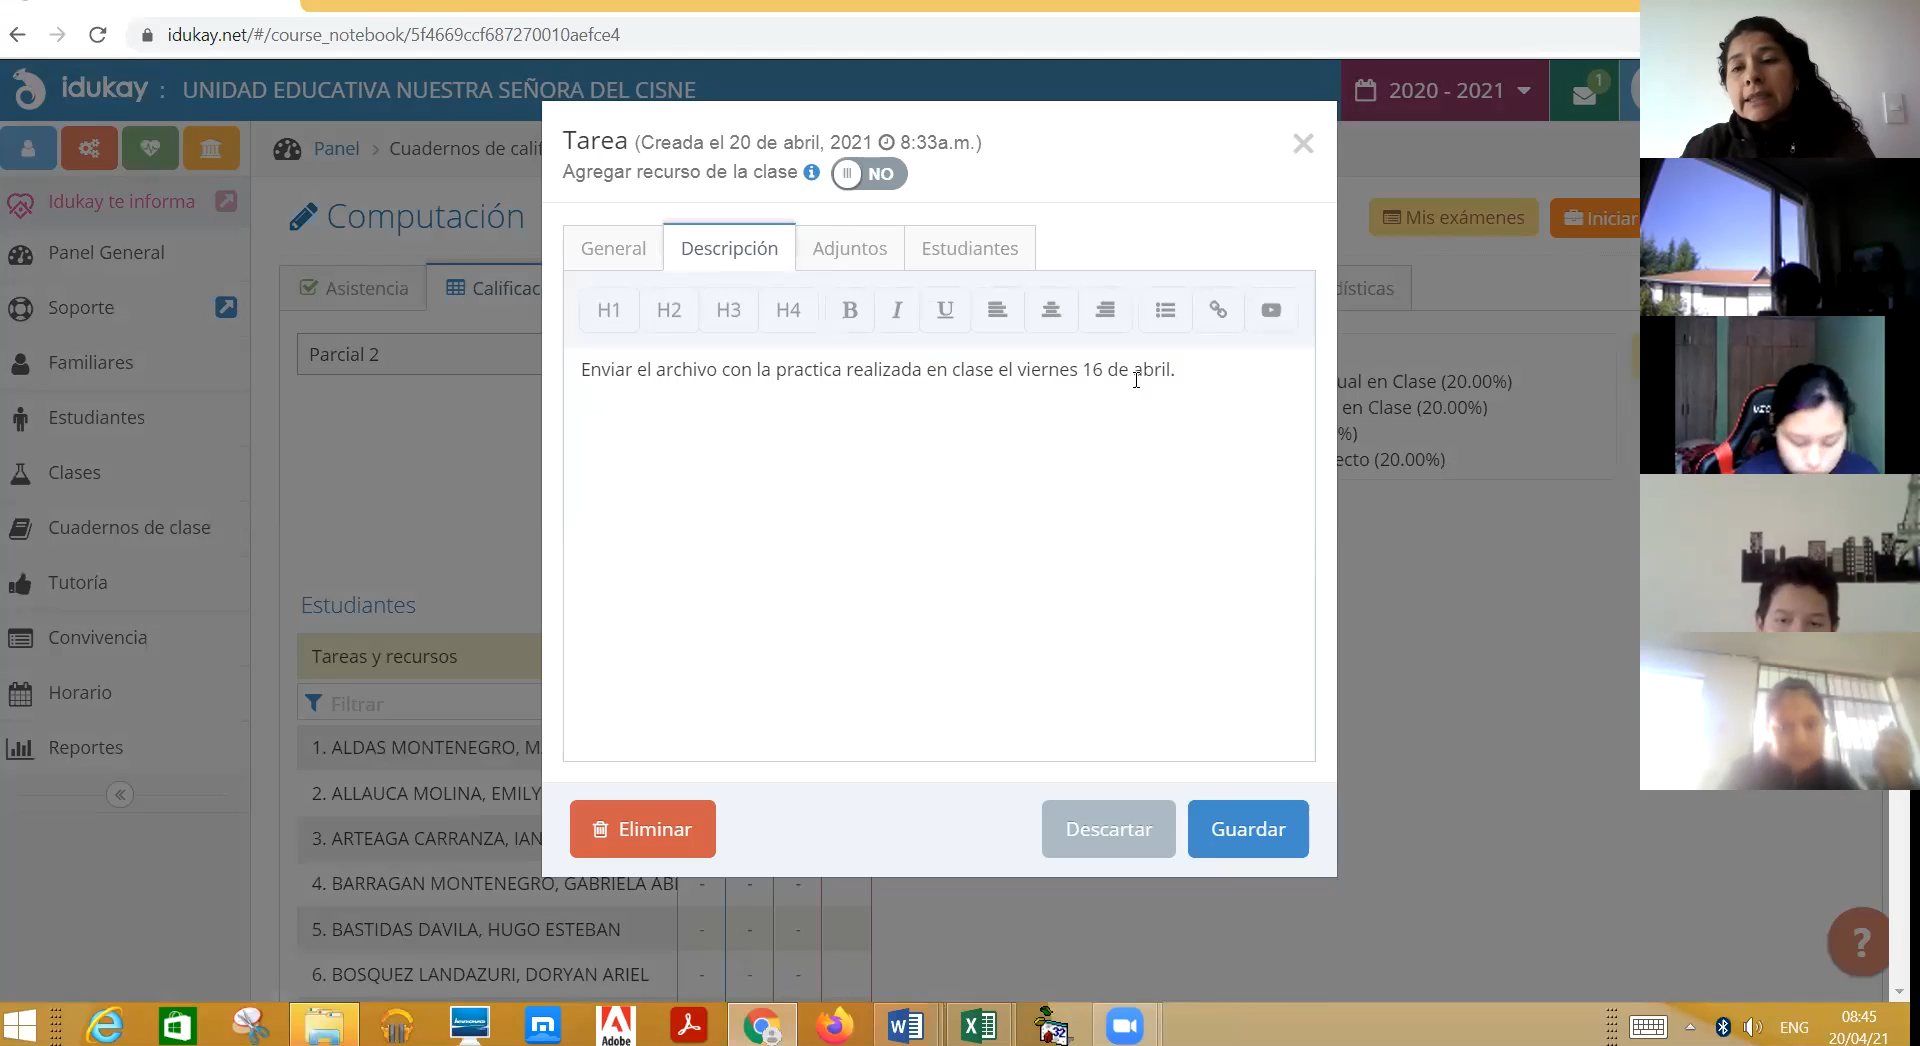 idukay.net/#/course_notebook/5f4669ccf687270010aefce4
idukay : UNIDAD EDUCATIVA NUESTRA SEÑORA DEL CISNE
2020 - 2021
1
Panel > Cuadernos de cali
Idukay te informa
Panel General
Soporte
Familiares
Estudiantes
Clases
Cuadernos de clase
Tutoría
Convivencia
Horario
Reportes
Computación
Mis exámenes
Iniciar
Asistencia
Calificac
dísticas
Parcial 2
ual en Clase (20.00%)
en Clase (20.00%)
%)
ecto (20.00%)
Estudiantes
Tareas y recursos
Filtrar
1. ALDAS MONTENEGRO, M
2. ALLAUCA MOLINA, EMILY
3. ARTEAGA CARRANZA, IAN
4. BARRAGAN MONTENEGRO, GABRIELA ABI - - -
5. BASTIDAS DAVILA, HUGO ESTEBAN - - -
6. BOSQUEZ LANDAZURI, DORYAN ARIEL - - -
Tarea (Creada el 20 de abril, 2021 8:33a.m.)
Agregar recurso de la clase NO
General
Descripción
Adjuntos
Estudiantes
H1 H2 H3 H4 B I U
Enviar el archivo con la practica realizada en clase el viernes 16 de abril.
Eliminar
Descartar
Guardar
?
Adobe
32
ENG
08:45
20/04/21